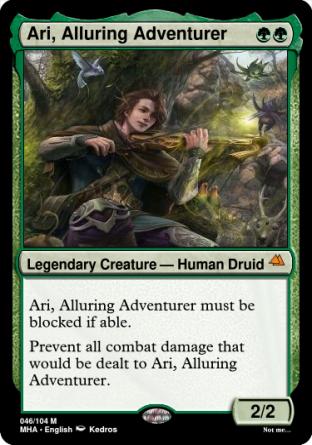 Ari, Alluring Adventurer
Legendary Creature — Human Druid
Ari, Alluring Adventurer must be
blocked if able.
Prevent all combat damage that
would be dealt to Ari, Alluring
Adventurer.
2/2
046/104 M
MHA • English Kedros
Not me...